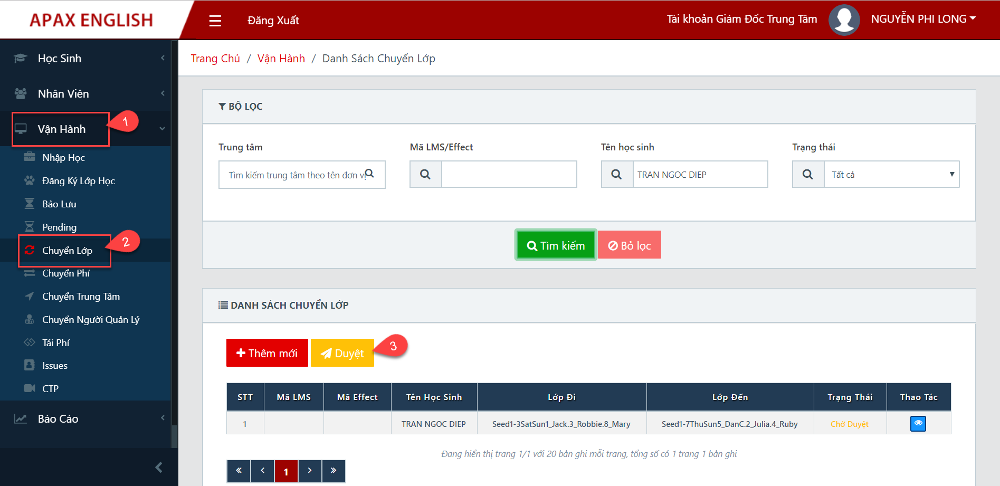 APAX ENGLISH
Đăng Xuất
Tài khoản Giám Đốc Trung Tâm
NGUYỄN PHI LONG
Học Sinh
Nhân Viên
Vận Hành
1
Nhập Học
Đăng Ký Lớp Học
Bảo Lưu
Pending
Chuyển Lớp
2
Chuyển Phí
Chuyển Trung Tâm
Chuyển Người Quản Lý
Tái Phí
Issues
CTP
Báo Cáo
Trang Chủ / Vận Hành / Danh Sách Chuyển Lớp
BỘ LỌC
Trung tâm
Mã LMS/Effect
Tên học sinh
Trạng thái
Tìm kiếm trung tâm theo tên đơn vị
TRAN NGOC DIEP
Tất cả
Tìm kiếm
Bỏ lọc
DANH SÁCH CHUYỂN LỚP
Thêm mới
Duyệt
3
STT Mã LMS Mã Effect Tên Học Sinh Lớp Đi Lớp Đến Trạng Thái Thao Tác
1 TRAN NGOC DIEP Seed1-3SatSun1_Jack.3_Robbie.8_Mary Seed1-7ThuSun5_DanC.2_Julia.4_Ruby Chờ Duyệt
Đang hiển thị trang 1/1 với 20 bản ghi mỗi trang, tổng số có 1 trang 1 bản ghi
« ‹ 1 › »